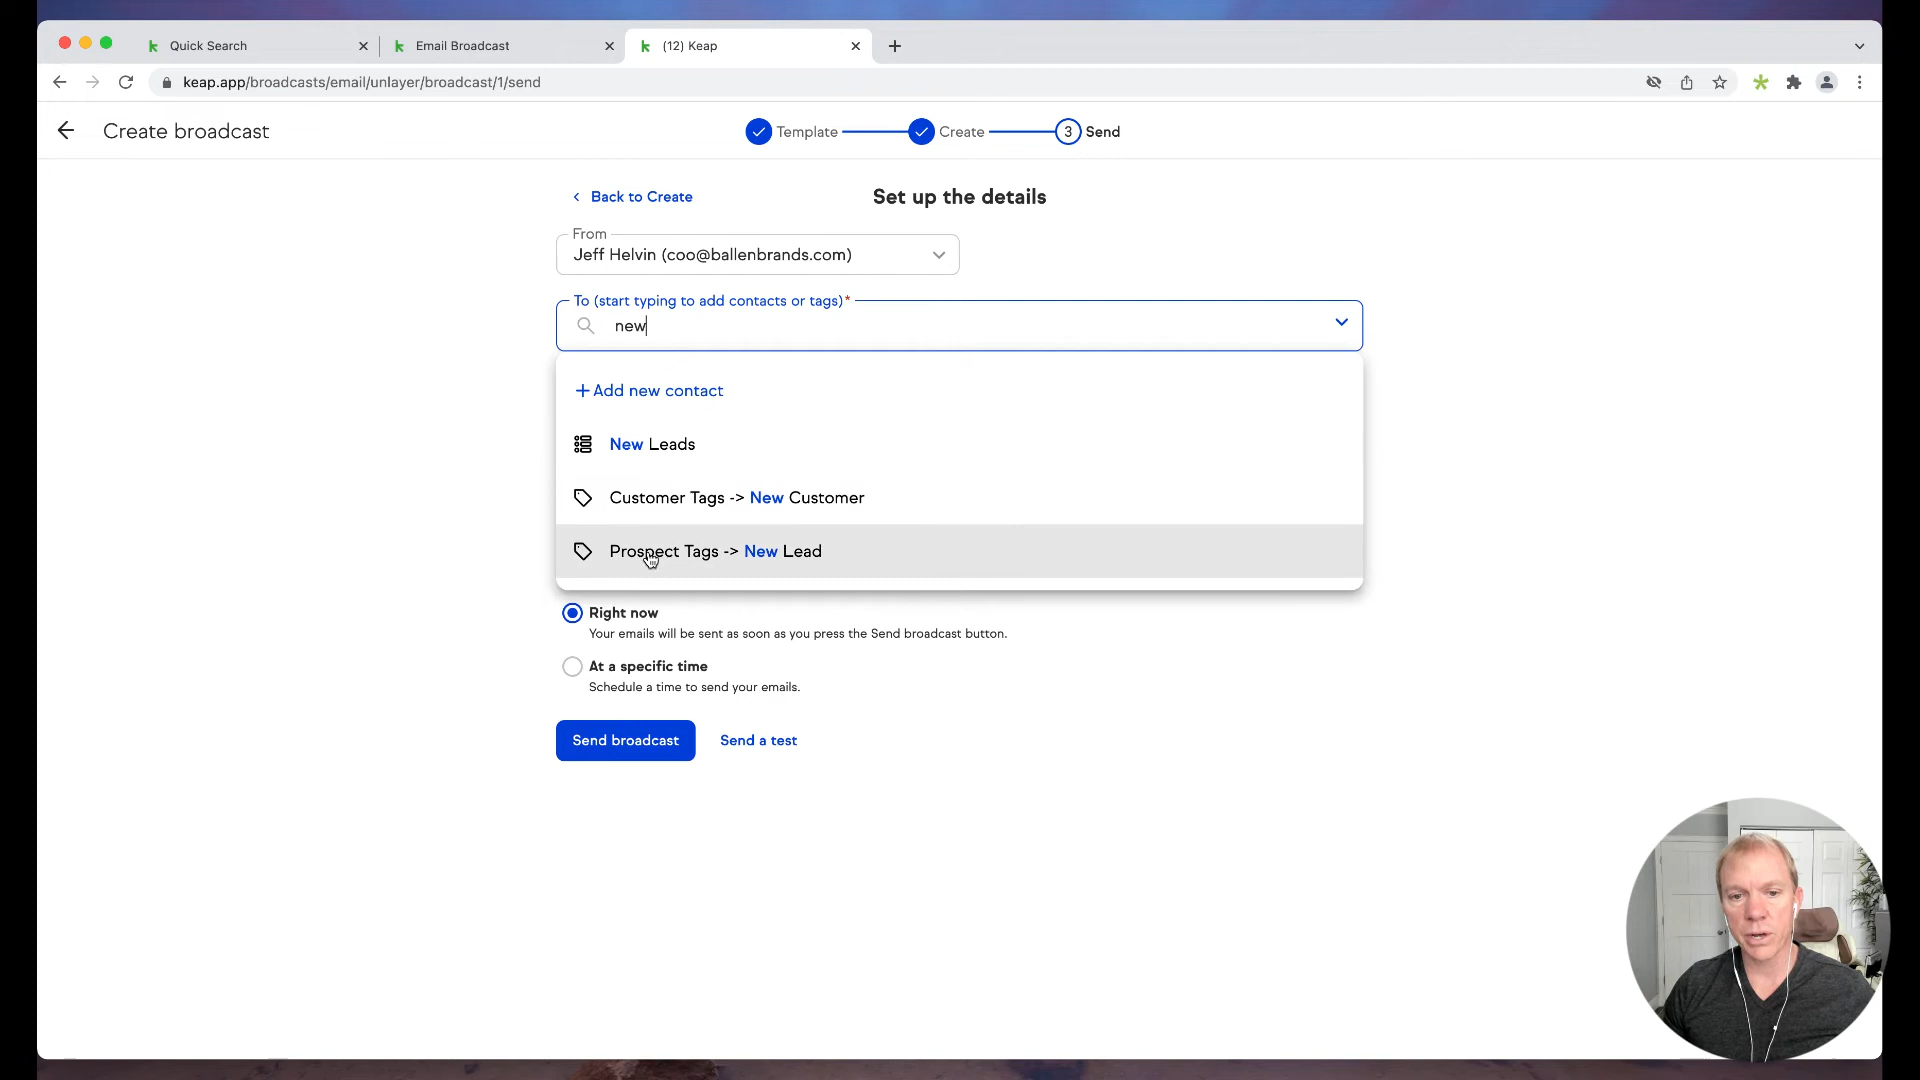 Quick Search
Email Broadcast
(12) Keap
keap.app/broadcasts/email/unlayer/broadcast/1/send
Create broadcast
Template
Create
3 Send
Back to Create
Set up the details
From
Jeff Helvin (coo@ballenbrands.com)
To (start typing to add contacts or tags)*
new
+ Add new contact
New Leads
Customer Tags -> New Customer
Prospect Tags -> New Lead
Right now
Your emails will be sent as soon as you press the Send broadcast button.
At a specific time
Schedule a time to send your emails.
Send broadcast
Send a test